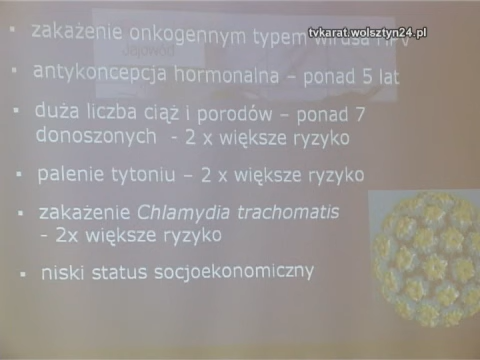 tvkarat.wolsztyn24.pl
▪ zakażenie onkogennym typem wirusa HPV
▪ antykoncepcja hormonalna – ponad 5 lat
▪ duża liczba ciąż i porodów – ponad 7
donoszonych - 2 x większe ryzyko
▪ palenie tytoniu – 2 x większe ryzyko
▪ zakażenie Chlamydia trachomatis
- 2x większe ryzyko
▪ niski status socjoekonomiczny